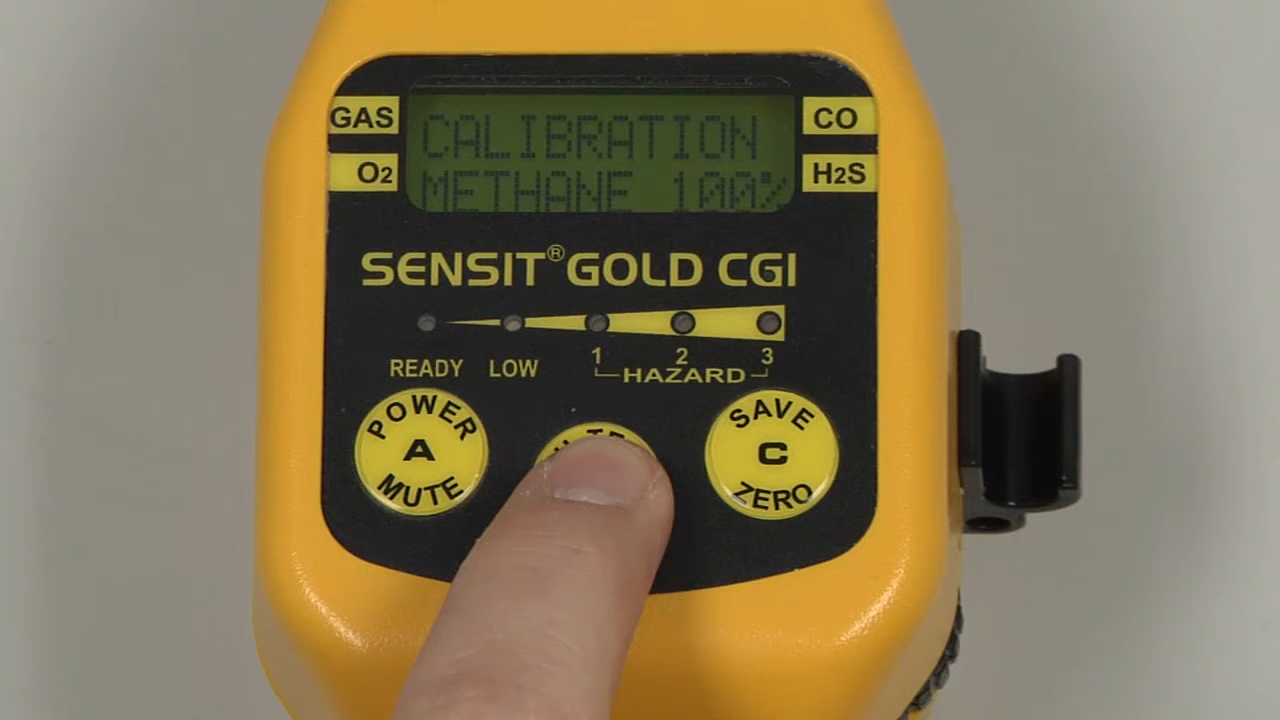 GAS
O2
CALIBRATION
METHANE 100%
CO
H2S
SENSIT® GOLD CGI
READY LOW 1 2 3
HAZARD
POWER
A
MUTE
SAVE
C
ZERO